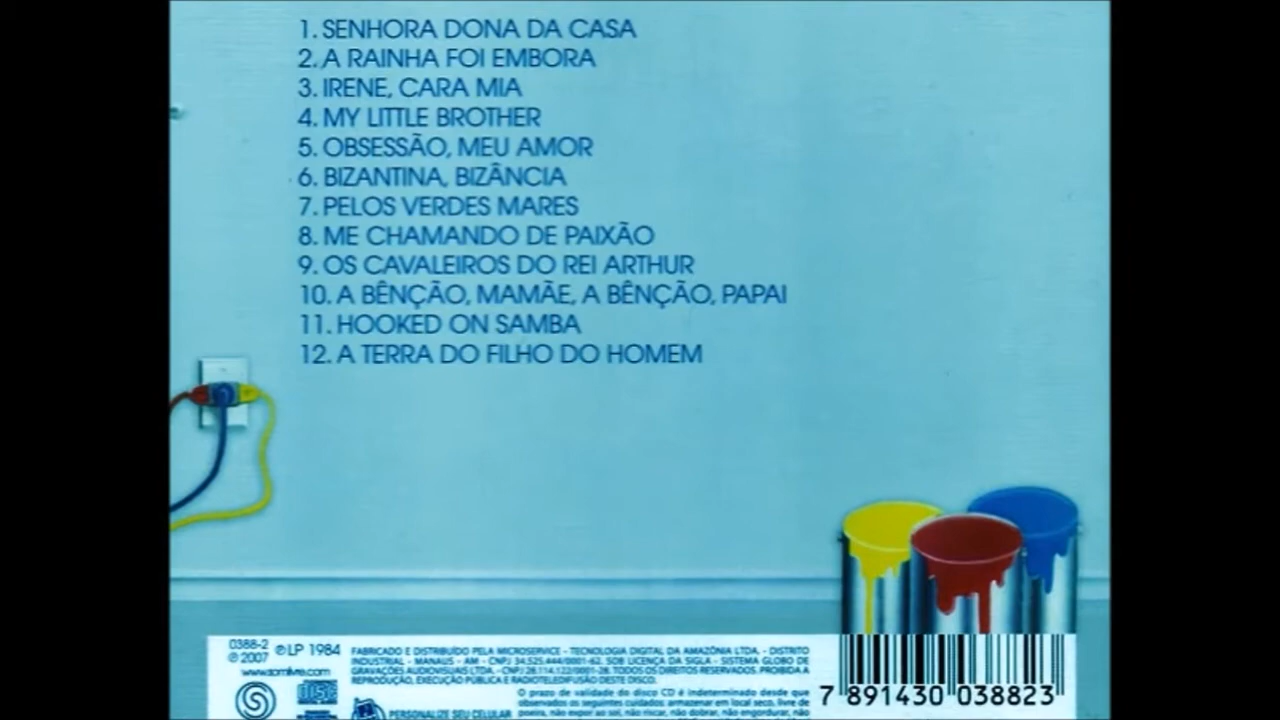 1. SENHORA DONA DA CASA
2. A RAINHA FOI EMBORA
3. IRENE, CARA MIA
4. MY LITTLE BROTHER
5. OBSESSÃO, MEU AMOR
6. BIZANTINA, BIZÂNCIA
7. PELOS VERDES MARES
8. ME CHAMANDO DE PAIXÃO
9. OS CAVALEIROS DO REI ARTHUR
10. A BÊNÇÃO, MAMÃE, A BÊNÇÃO, PAPAI
11. HOOKED ON SAMBA
12. A TERRA DO FILHO DO HOMEM
0388-2
℗ 2007
℗ LP 1984
www.somlivre.com
FABRICADO E DISTRIBUÍDO PELA MICROSERVICE - TECNOLOGIA DIGITAL DA AMAZÔNIA LTDA. - DISTRITO
INDUSTRIAL - MANAUS - AM - CNPJ 34.525.444/0001-62. SOB LICENÇA DA SIGLA - SISTEMA GLOBO DE
GRAVAÇÕES AUDIOVISUAIS LTDA. - CNPJ 28.114.122/0001-28. TODOS OS DIREITOS RESERVADOS. PROIBIDA A
REPRODUÇÃO, EXECUÇÃO PÚBLICA E RADIOTELEDIFUSÃO DESTE DISCO.
disc
PERSONALIZE SEU CELULAR
O prazo de validade do disco CD é indeterminado desde que
observados os seguintes cuidados: armazenar em local seco, livre de
poeira, não expor ao sol, não riscar, não dobrar, não engordurar, não
7 891430 038823